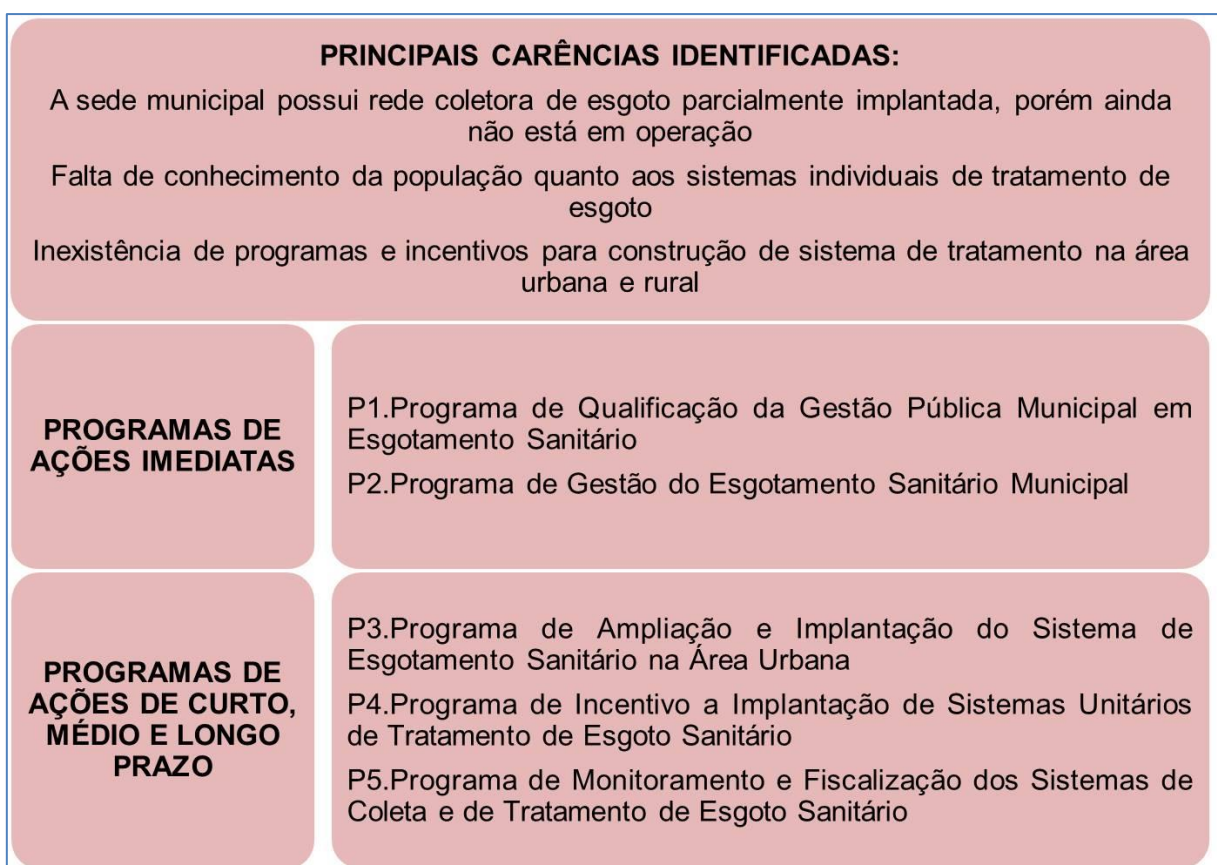 PRINCIPAIS CARÊNCIAS IDENTIFICADAS:
A sede municipal possui rede coletora de esgoto parcialmente implantada, porém ainda
não está em operação
Falta de conhecimento da população quanto aos sistemas individuais de tratamento de
esgoto
Inexistência de programas e incentivos para construção de sistema de tratamento na área
urbana e rural
PROGRAMAS DE
AÇÕES IMEDIATAS
P1.Programa de Qualificação da Gestão Pública Municipal em
Esgotamento Sanitário
P2.Programa de Gestão do Esgotamento Sanitário Municipal
PROGRAMAS DE
AÇÕES DE CURTO,
MÉDIO E LONGO
PRAZO
P3.Programa de Ampliação e Implantação do Sistema de
Esgotamento Sanitário na Área Urbana
P4.Programa de Incentivo a Implantação de Sistemas Unitários
de Tratamento de Esgoto Sanitário
P5.Programa de Monitoramento e Fiscalização dos Sistemas de
Coleta e de Tratamento de Esgoto Sanitário